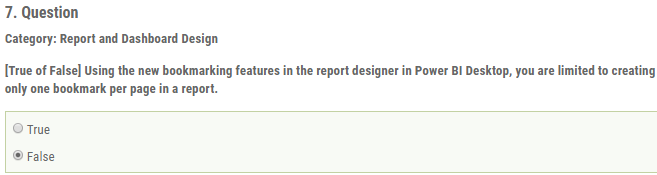 7. Question
Category: Report and Dashboard Design
[True of False] Using the new bookmarking features in the report designer in Power BI Desktop, you are limited to creating
only one bookmark per page in a report.
True
False